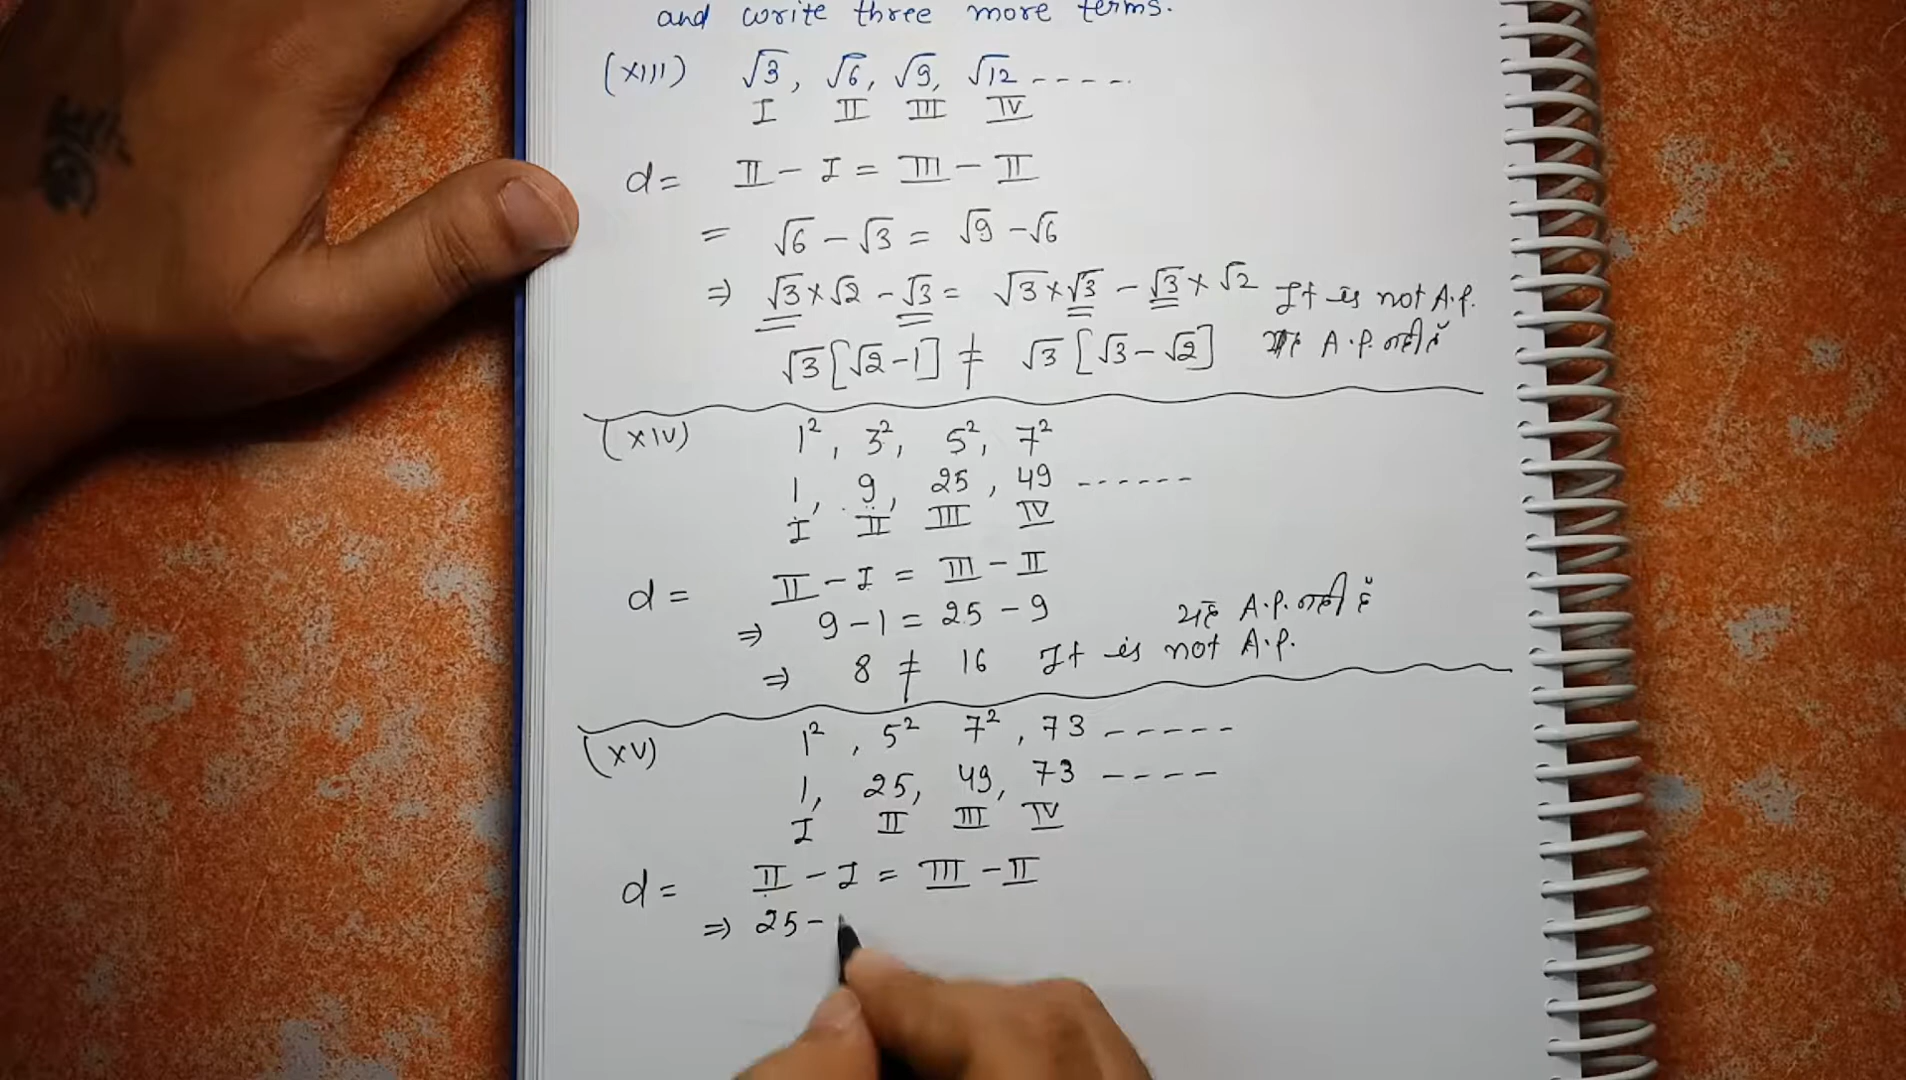 and write three more terms.
(XIII) √3, √6, √9, √12 - - - - -
I II III IV
d = II - I = III - II
= √6 - √3 = √9 - √6
⇒ √3×√2 - √3 = √3×√3 - √3×√2 It is not A.P.
√3[√2-1] ≠ √3[√3-√2] यह A.P. नहीं है
(XIV) 1², 3², 5², 7²
1, 9, 25, 49 - - - - - -
I II III IV
d = II - I = III - II
⇒ 9 - 1 = 25 - 9 यह A.P. नहीं है
⇒ 8 ≠ 16 It is not A.P.
(XV) 1², 5² 7², 73 - - - - -
1, 25, 49, 73 - - - -
I II III IV
d = II - I = III - II
⇒ 25 -